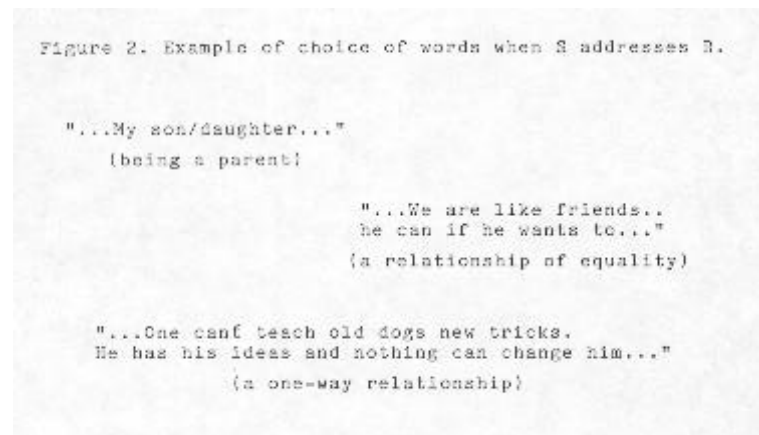 Figure 2. Example of choice of words when S addresses R.
"...My son/daughter..."
(being a parent)
"...We are like friends..
he can if he wants to..."
(a relationship of equality)
"...One can't teach old dogs new tricks.
He has his ideas and nothing can change him..."
(a one-way relationship)